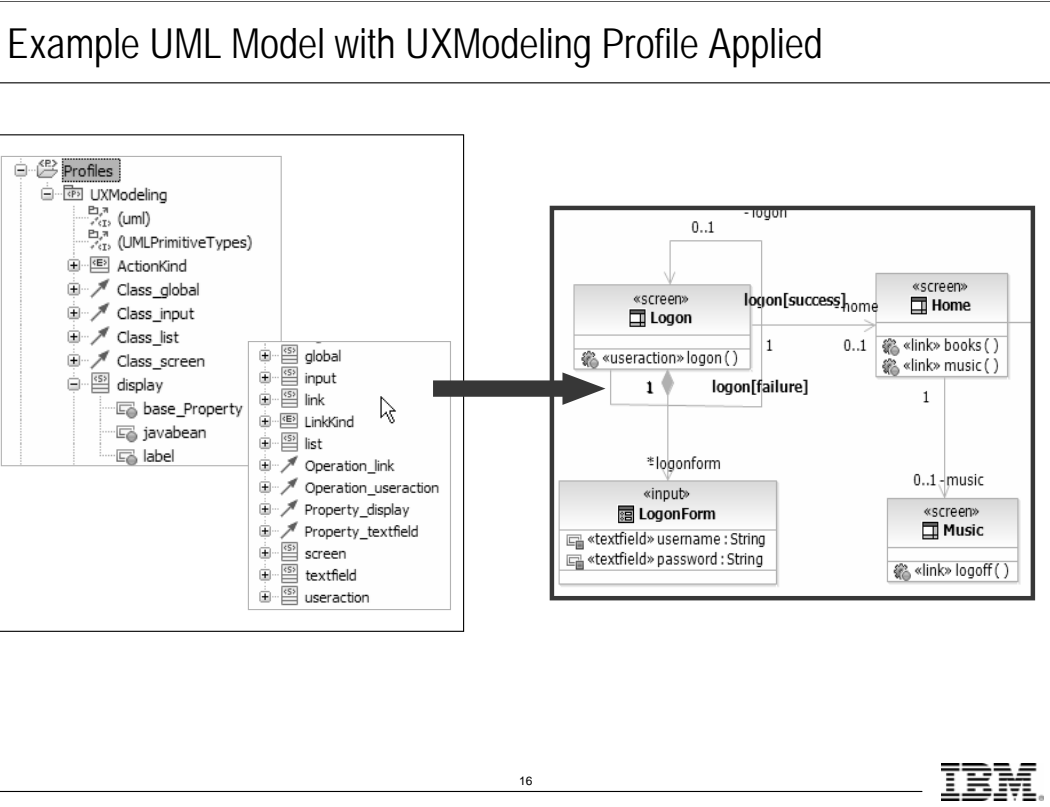 Example UML Model with UXModeling Profile Applied
<P>
Profiles
<P> UXModeling
<I> (uml)
<I> (UMLPrimitiveTypes)
<E> ActionKind
Class_global
Class_input
Class_list
Class_screen
<S> display
base_Property
javabean
label
<S> global
<S> input
<S> link
<E> LinkKind
<S> list
Operation_link
Operation_useraction
Property_display
Property_textfield
<S> screen
<S> textfield
<S> useraction
- logon
0..1
«screen»
Logon
«useraction» logon ( )
logon[success]
- home
1
0..1
«screen»
Home
«link» books ( )
«link» music ( )
1
logon[failure]
1
* - logonform
0..1 - music
«input»
LogonForm
«textfield» username : String
«textfield» password : String
«screen»
Music
«link» logoff ( )
16
IBM®